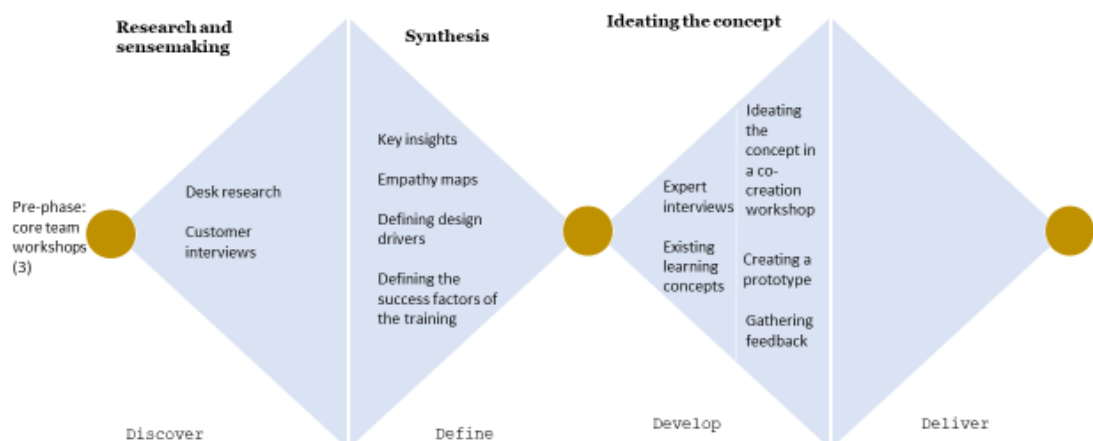 Research and
sensemaking
Synthesis
Ideating the concept
Pre-phase:
core team
workshops
(3)
Desk research
Customer
interviews
Key insights
Empathy maps
Defining design
drivers
Defining the
success factors of
the training
Expert
interviews
Existing
learning
concepts
Ideating
the
concept in
a co-
creation
workshop
Creating a
prototype
Gathering
feedback
Discover
Define
Develop
Deliver